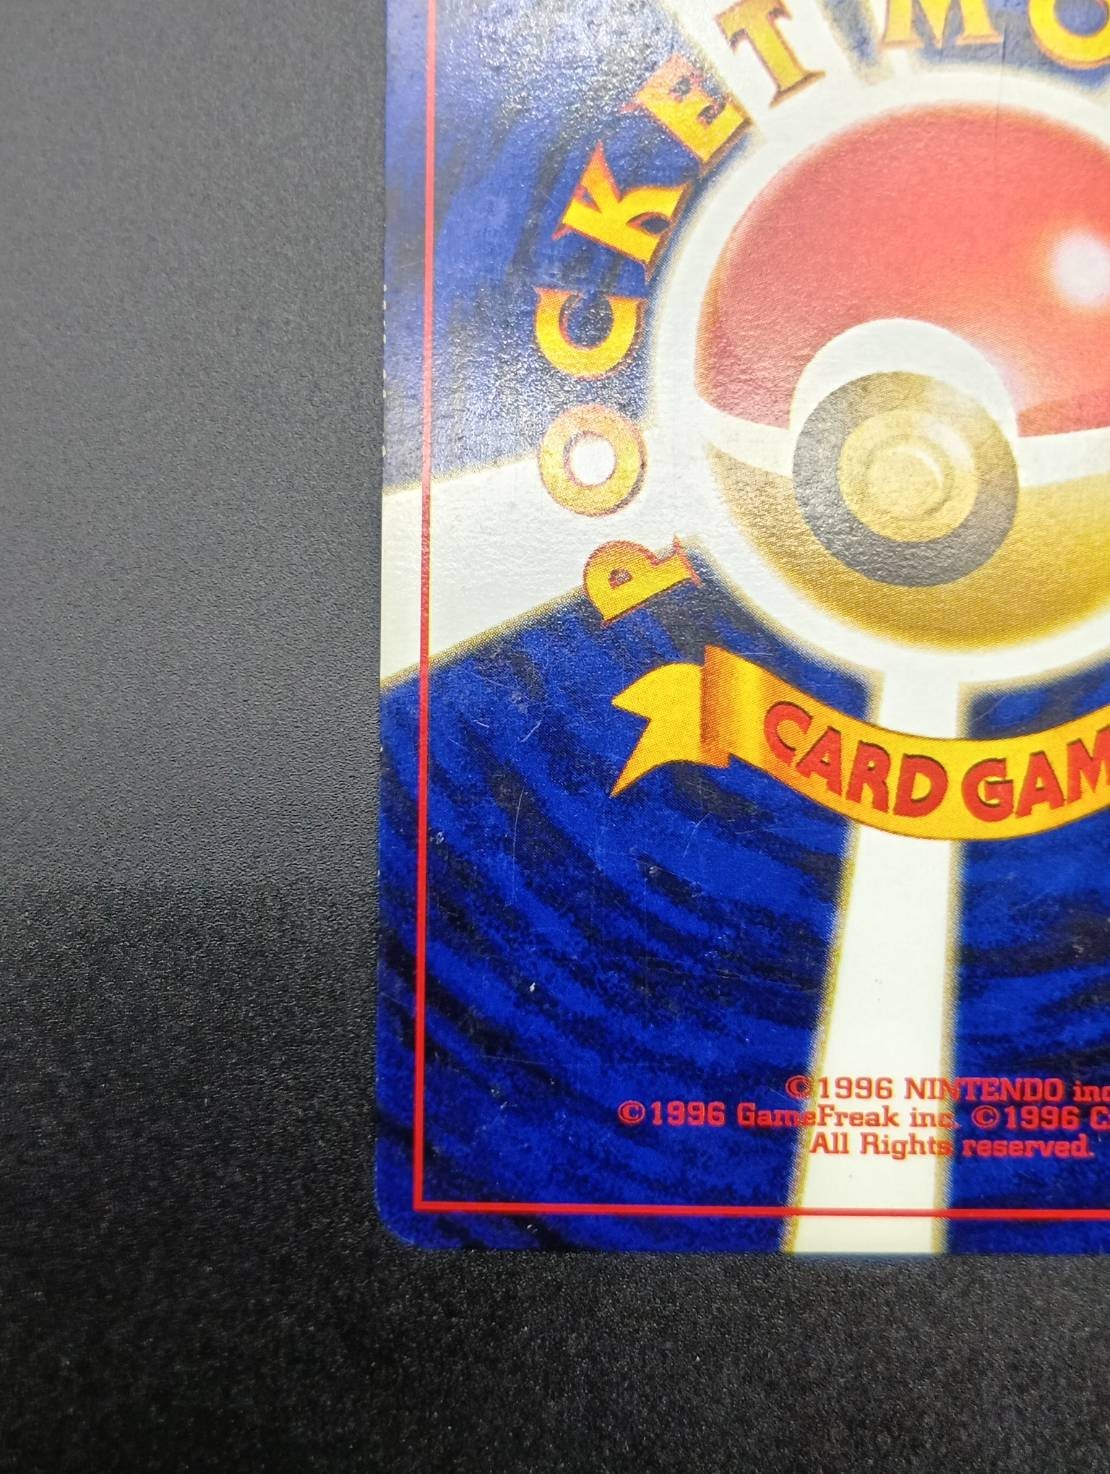 POCKET MO
CARD GAM
©1996 NINTENDO inc
©1996 GameFreak inc. ©1996 C
All Rights reserved.